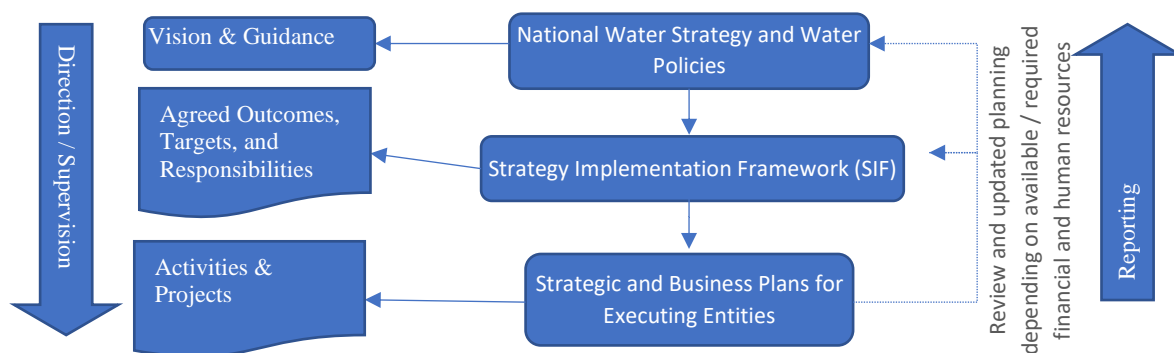 Direction / Supervision
Vision & Guidance
National Water Strategy and Water
Policies
Agreed Outcomes,
Targets, and
Responsibilities
Strategy Implementation Framework (SIF)
Activities &
Projects
Strategic and Business Plans for
Executing Entities
Review and updated planning
depending on available / required
financial and human resources
Reporting